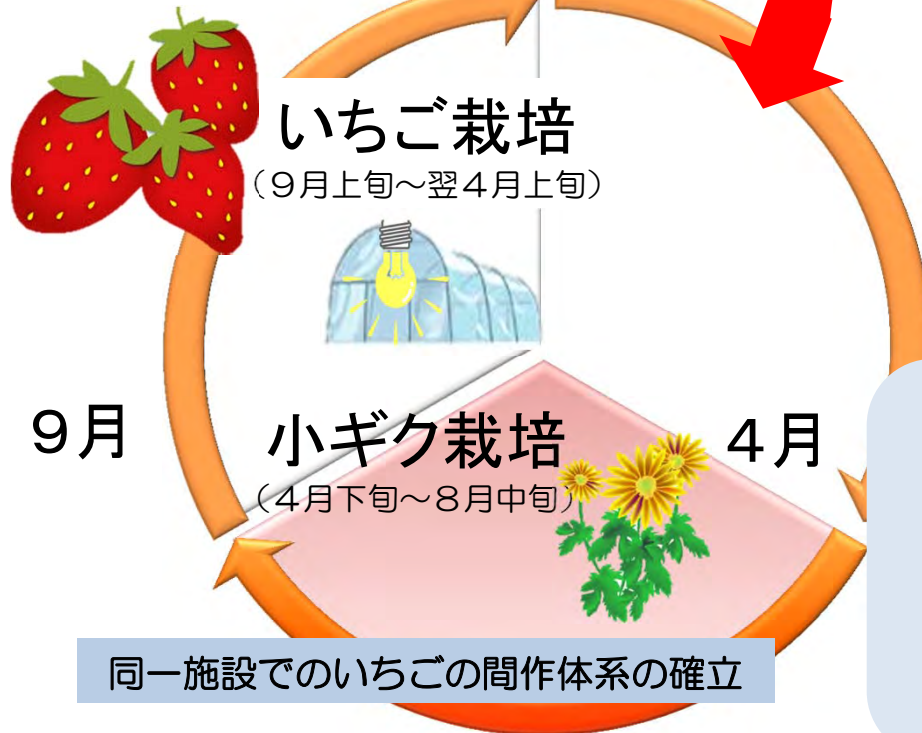 いちご栽培
（９月上旬～翌４月上旬）
９月
小ギク栽培
４月
（４月下旬～８月中旬）
同一施設でのいちごの間作体系の確立